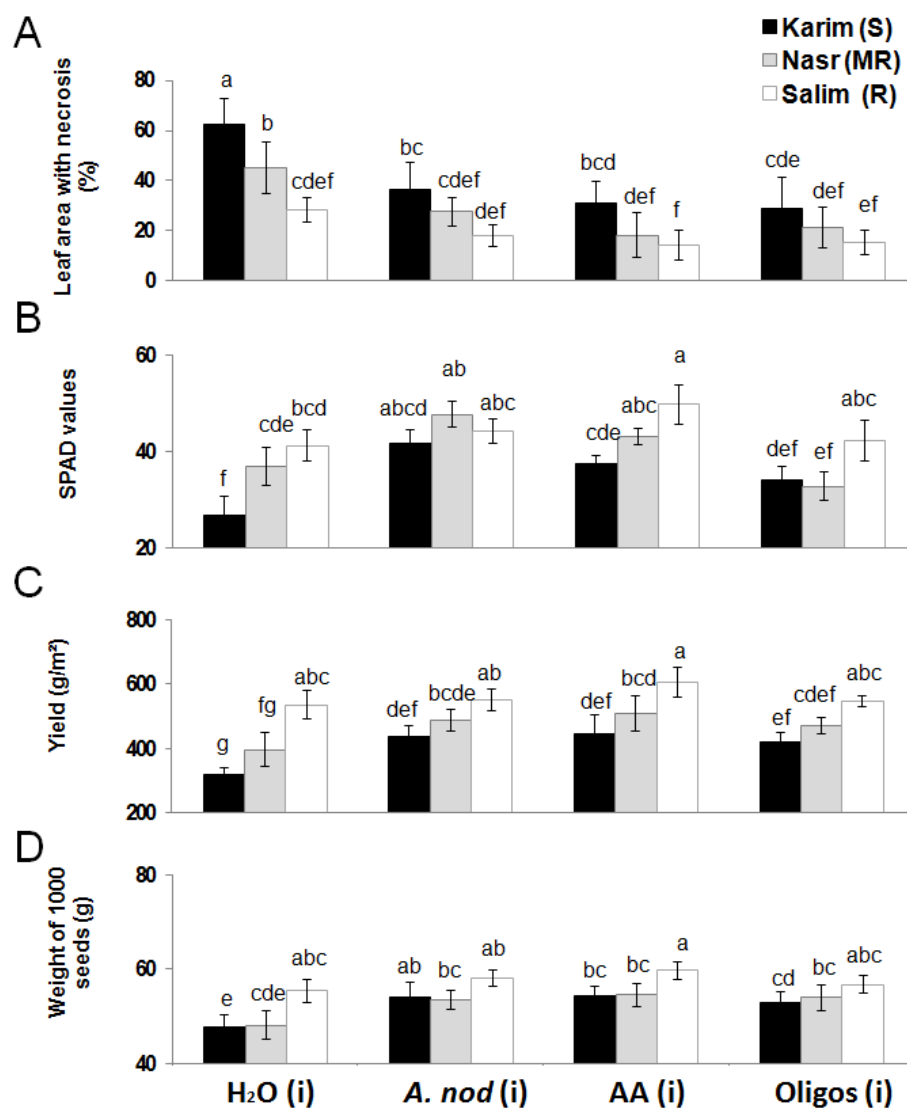 A
Karim (S)
Nasr (MR)
Salim (R)
Leaf area with necrosis
(%)
80
60
40
20
0
a
b
cdef
bc
cdef
def
bcd
def
f
cde
def
ef
B
SPAD values
60
40
20
f
cde
bcd
abcd
ab
abc
cde
abc
a
def
ef
abc
C
Yield (g/m²)
800
600
400
200
g
fg
abc
def
bcde
ab
def
bcd
a
ef
cdef
abc
D
Weight of 1000
seeds (g)
80
60
40
e
cde
abc
ab
bc
ab
bc
bc
a
cd
bc
abc
H₂O (i) A. nod (i) AA (i) Oligos (i)